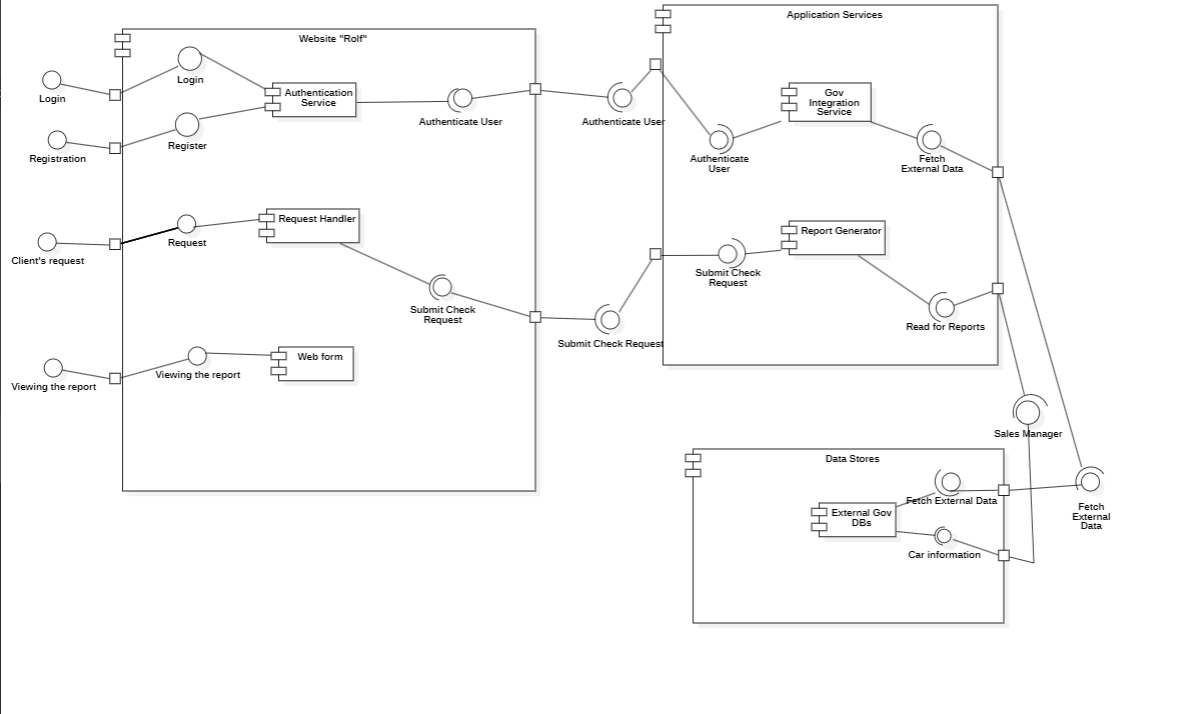 Website "Rolf"
Login
Login
Authentication
Service
Authenticate User
Registration
Register
Client's request
Request
Request Handler
Submit Check
Request
Viewing the report
Viewing the report
Web form
Authenticate User
Submit Check Request
Application Services
Authenticate
User
Gov
Integration
Service
Fetch
External Data
Submit Check
Request
Report Generator
Read for Reports
Sales Manager
Data Stores
External Gov
DBs
Fetch External Data
Car information
Fetch
External
Data